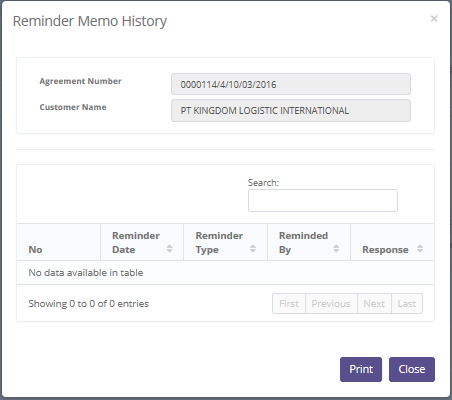 Reminder Memo History ×
Agreement Number 0000114/4/10/03/2016
Customer Name PT KINGDOM LOGISTIC INTERNATIONAL
Search:
No Reminder Date Reminder Type Reminded By Response
No data available in table
Showing 0 to 0 of 0 entries First Previous Next Last
Print Close